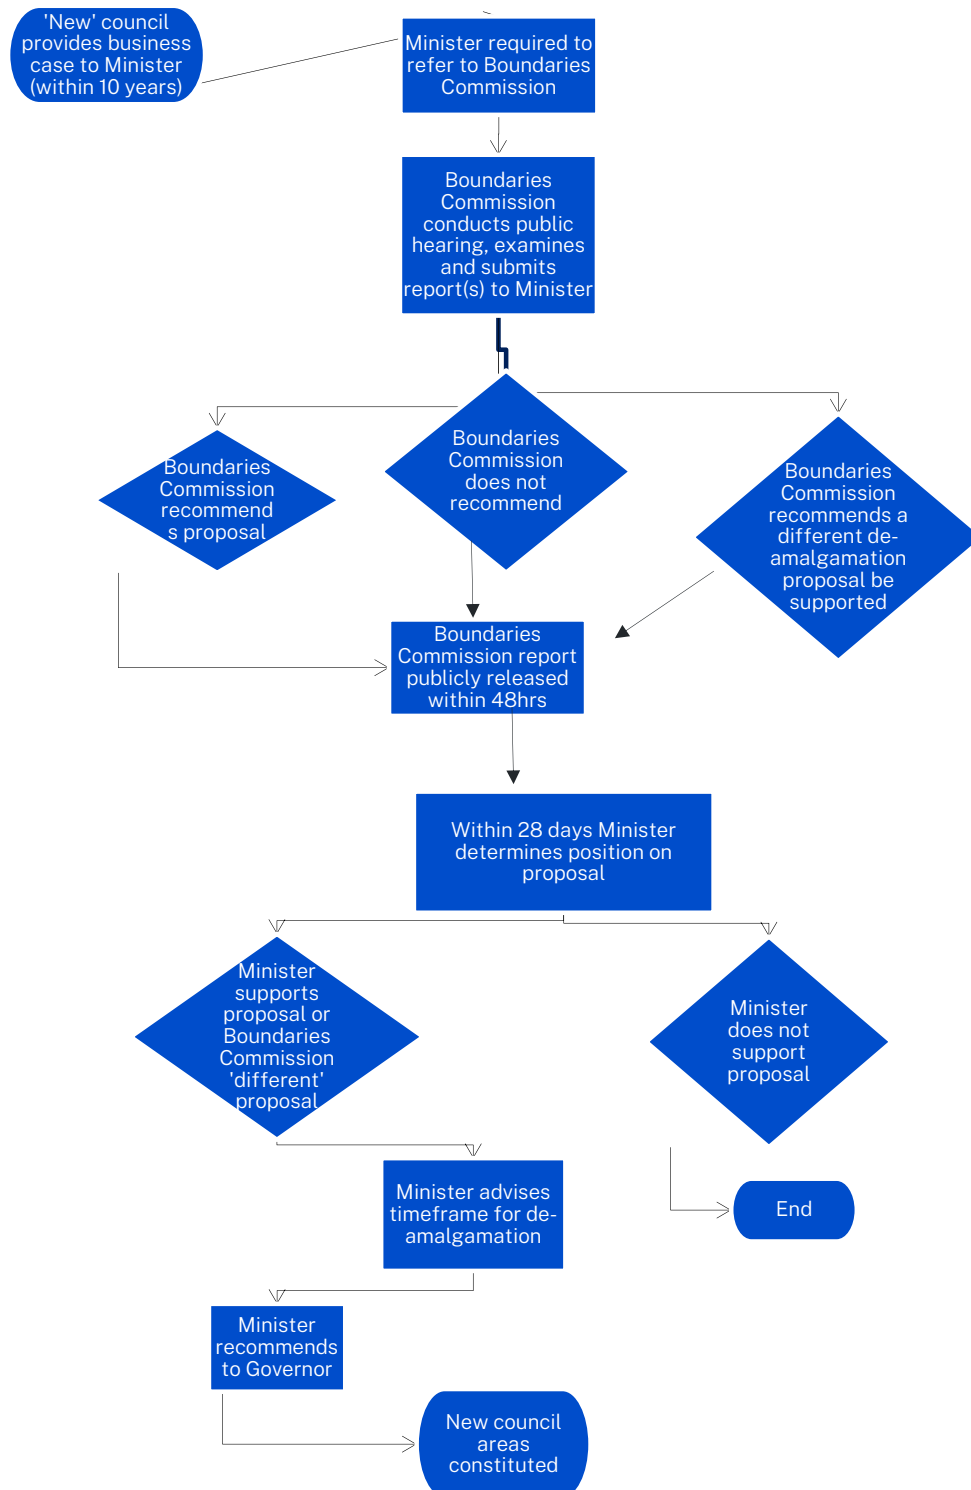 'New' council
provides business
case to Minister
(within 10 years)
Minister required to
refer to Boundaries
Commission
Boundaries
Commission
conducts public
hearing, examines
and submits
report(s) to Minister
Boundaries
Commission
recommend
s proposal
Boundaries
Commission
does not
recommend
Boundaries
Commission
recommends a
different de-
amalgamation
proposal be
supported
Boundaries
Commission report
publicly released
within 48hrs
Within 28 days Minister
determines position on
proposal
Minister
supports
proposal or
Boundaries
Commission
'different'
proposal
Minister
does not
support
proposal
Minister advises
timeframe for de-
amalgamation
End
Minister
recommends
to Governor
New council
areas
constituted